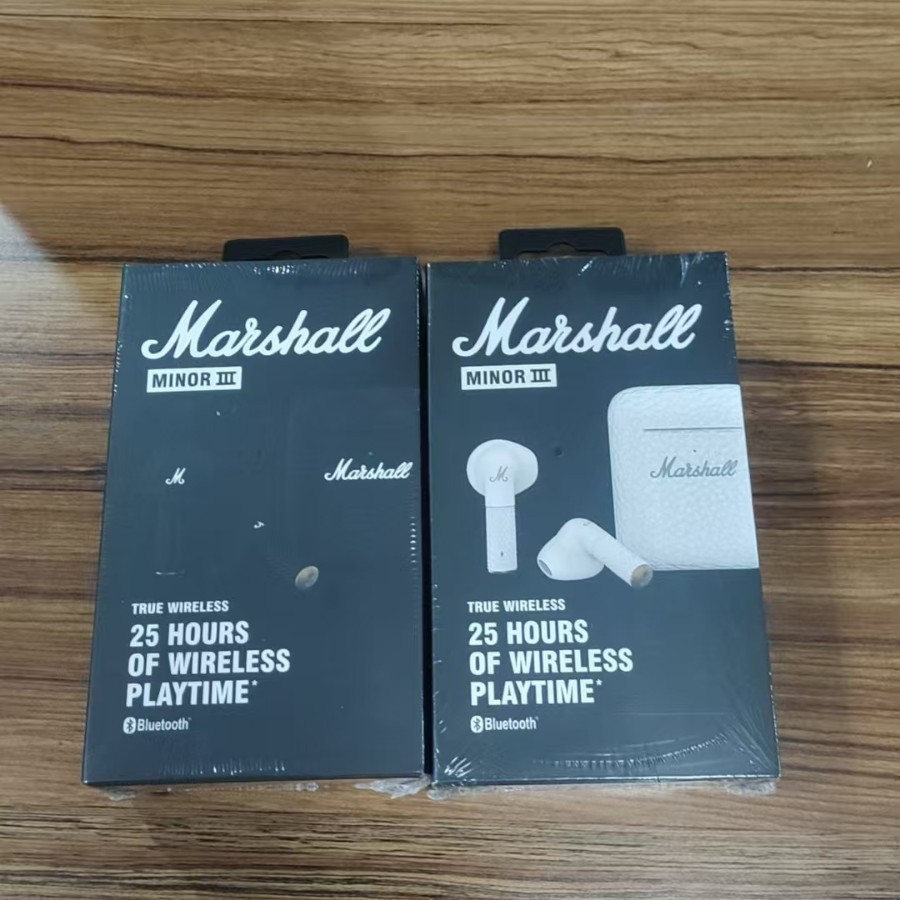 Marshall
MINOR III
M
Marshall
TRUE WIRELESS
25 HOURS
OF WIRELESS
PLAYTIME*
Bluetooth®
Marshall
MINOR III
M
Marshall
TRUE WIRELESS
25 HOURS
OF WIRELESS
PLAYTIME*
Bluetooth®